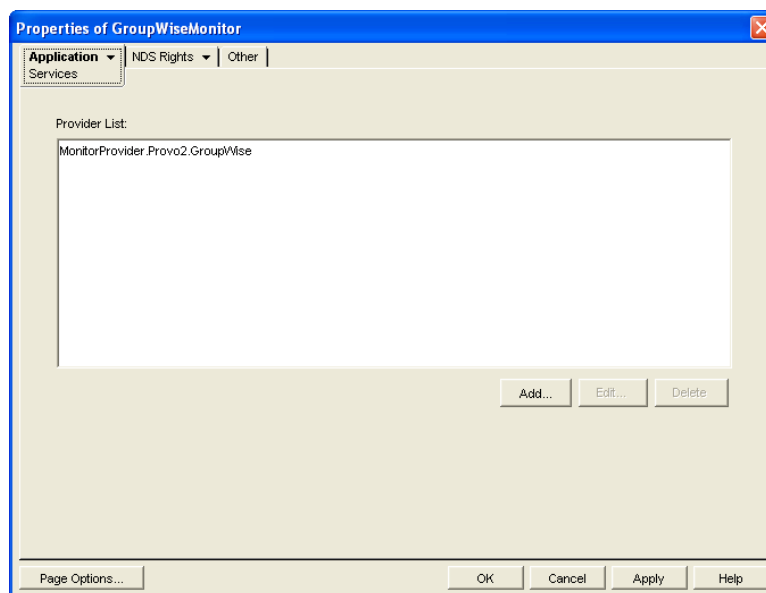 Properties of GroupWiseMonitor
Application NDS Rights Other
Services
Provider List:
MonitorProvider.Provo2.GroupWise
Add... Edit... Delete
Page Options... OK Cancel Apply Help